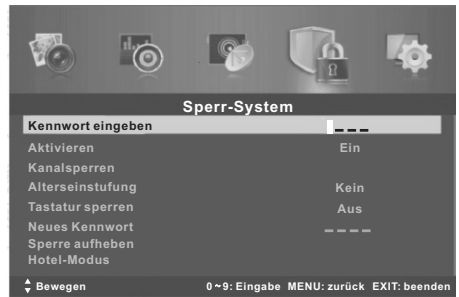 Sperr-System
Kennwort eingeben
Aktivieren Ein
Kanalsperren
Alterseinstufung Kein
Tastatur sperren Aus
Neues Kennwort
Sperre aufheben
Hotel-Modus
Bewegen 0~9: Eingabe MENU: zurück EXIT: beenden